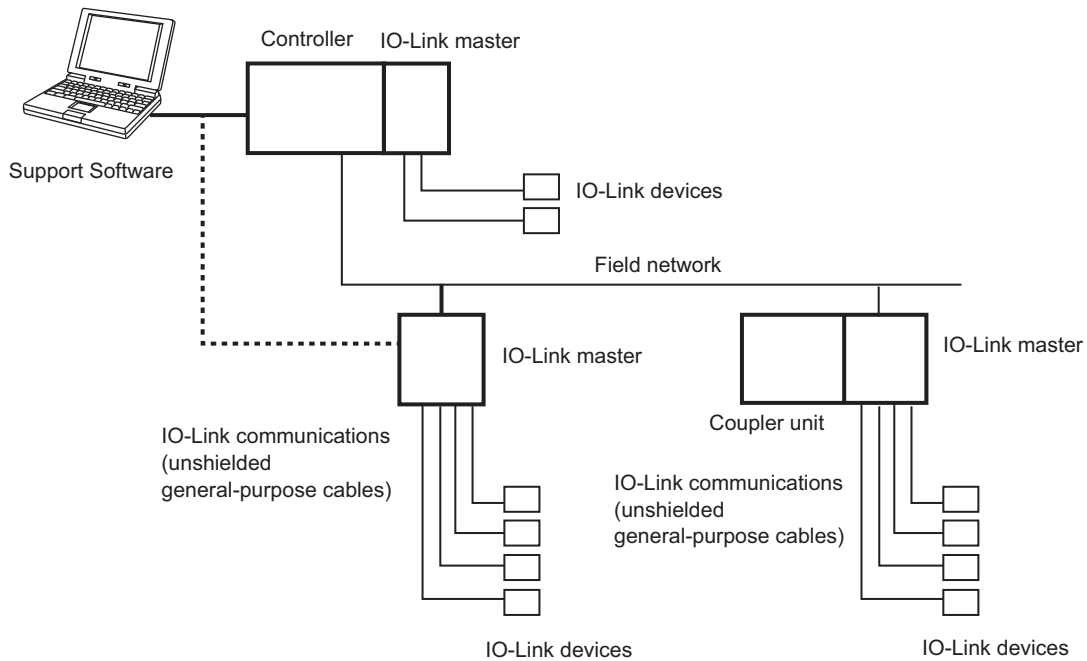 Controller
IO-Link master
Support Software
IO-Link devices
Field network
IO-Link master
IO-Link master
Coupler unit
IO-Link communications
(unshielded
general-purpose cables)
IO-Link communications
(unshielded
general-purpose cables)
IO-Link devices
IO-Link devices